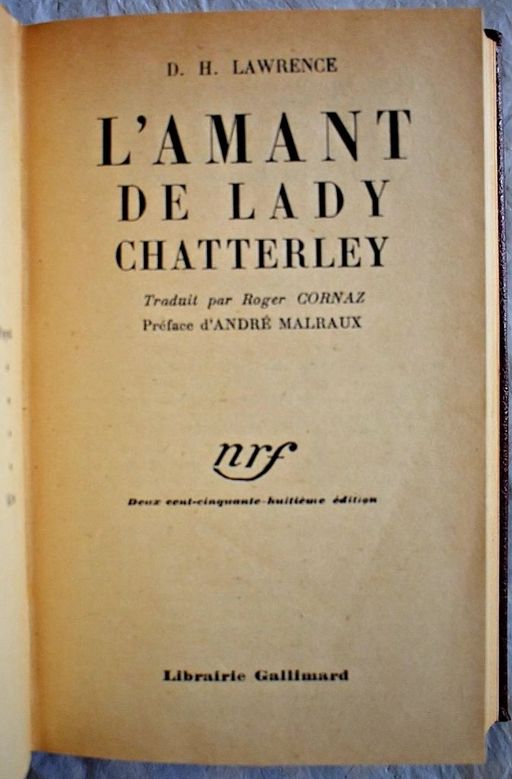 D. H. LAWRENCE
L'AMANT
DE LADY
CHATTERLEY
Traduit par Roger CORNAZ
Préface d'ANDRÉ MALRAUX
nrf
Deux cent-cinquante-huitième édition
Librairie Gallimard